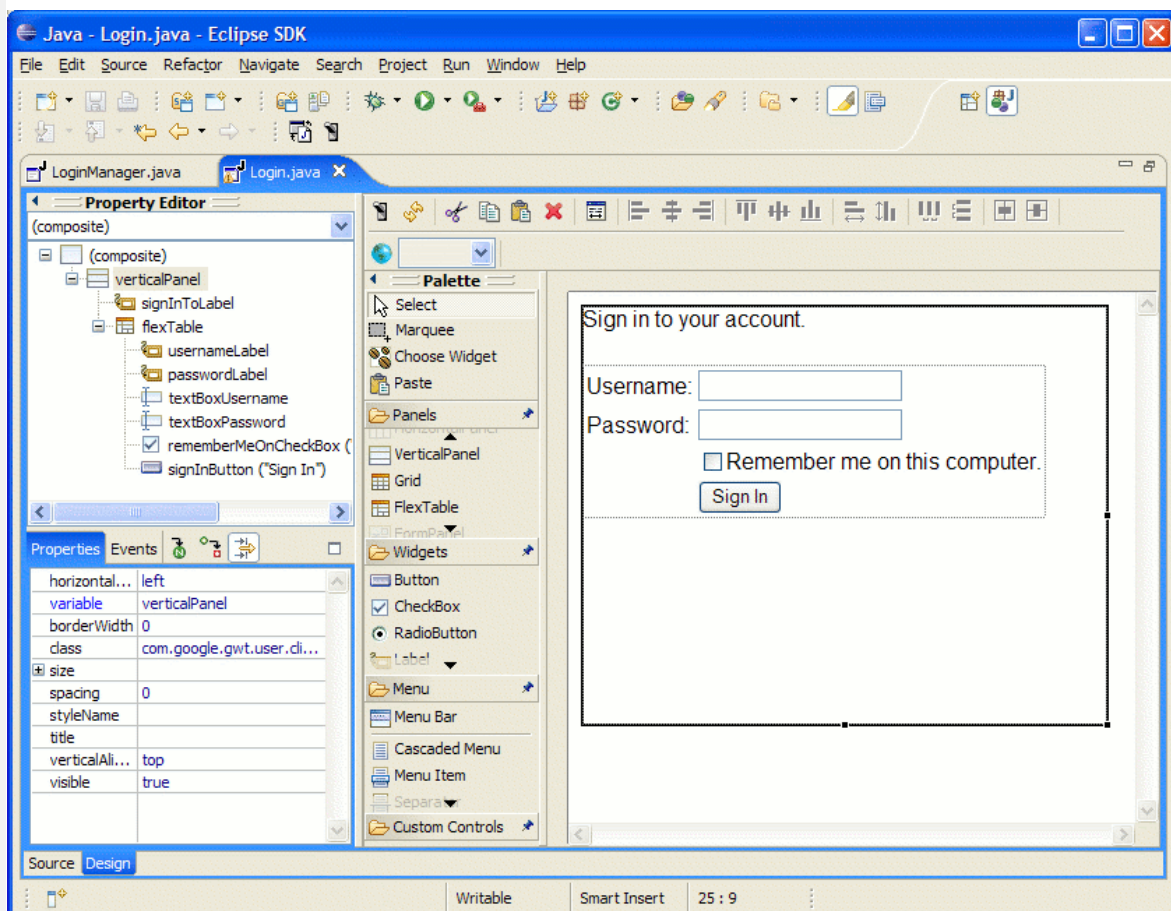 Java - Login.java - Eclipse SDK
File Edit Source Refactor Navigate Search Project Run Window Help
LoginManager.java
Login.java
Property Editor
(composite)
(composite)
verticalPanel
signInToLabel
flexTable
usernameLabel
passwordLabel
textBoxUsername
textBoxPassword
rememberMeOnCheckBox ("
signInButton ("Sign In")
Properties Events
horizontal... left
variable verticalPanel
borderWidth 0
class com.google.gwt.user.cli...
size
spacing 0
styleName
title
verticalAli... top
visible true
Palette
Select
Marquee
Choose Widget
Paste
Panels
VerticalPanel
Grid
FlexTable
FormPanel
Widgets
Button
CheckBox
RadioButton
Label
Menu
Menu Bar
Cascaded Menu
Menu Item
Separator
Custom Controls
Sign in to your account.
Username:
Password:
Remember me on this computer.
Sign In
Source Design
Writable Smart Insert 25 : 9